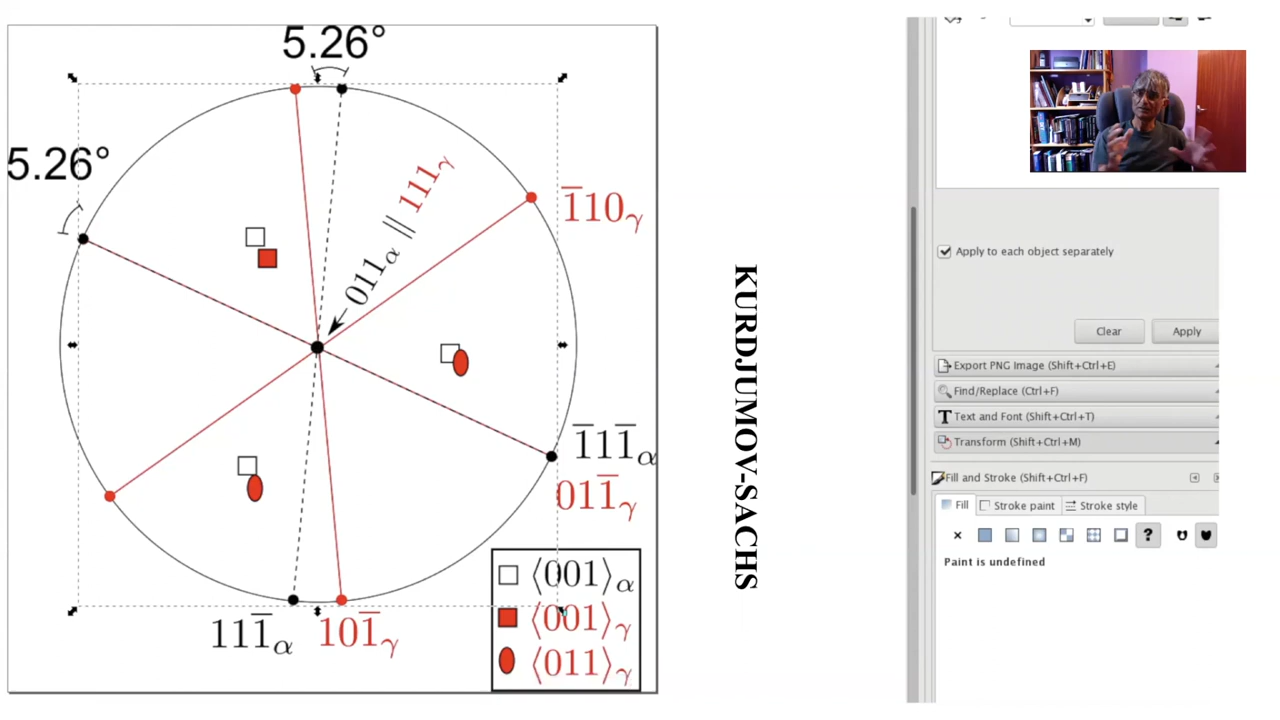 5.26°
5.26°
011α ∥ 111γ
1̅10γ
1̅11̅α
011̅γ
111̅α
101̅γ
⟨001⟩α
⟨001⟩γ
⟨011⟩γ
KURDJUMOV-SACHS
Apply to each object separately
Clear
Apply
Export PNG Image (Shift+Ctrl+E)
Find/Replace (Ctrl+F)
Text and Font (Shift+Ctrl+T)
Transform (Shift+Ctrl+M)
Fill and Stroke (Shift+Ctrl+F)
Fill
Stroke paint
Stroke style
?
Paint is undefined